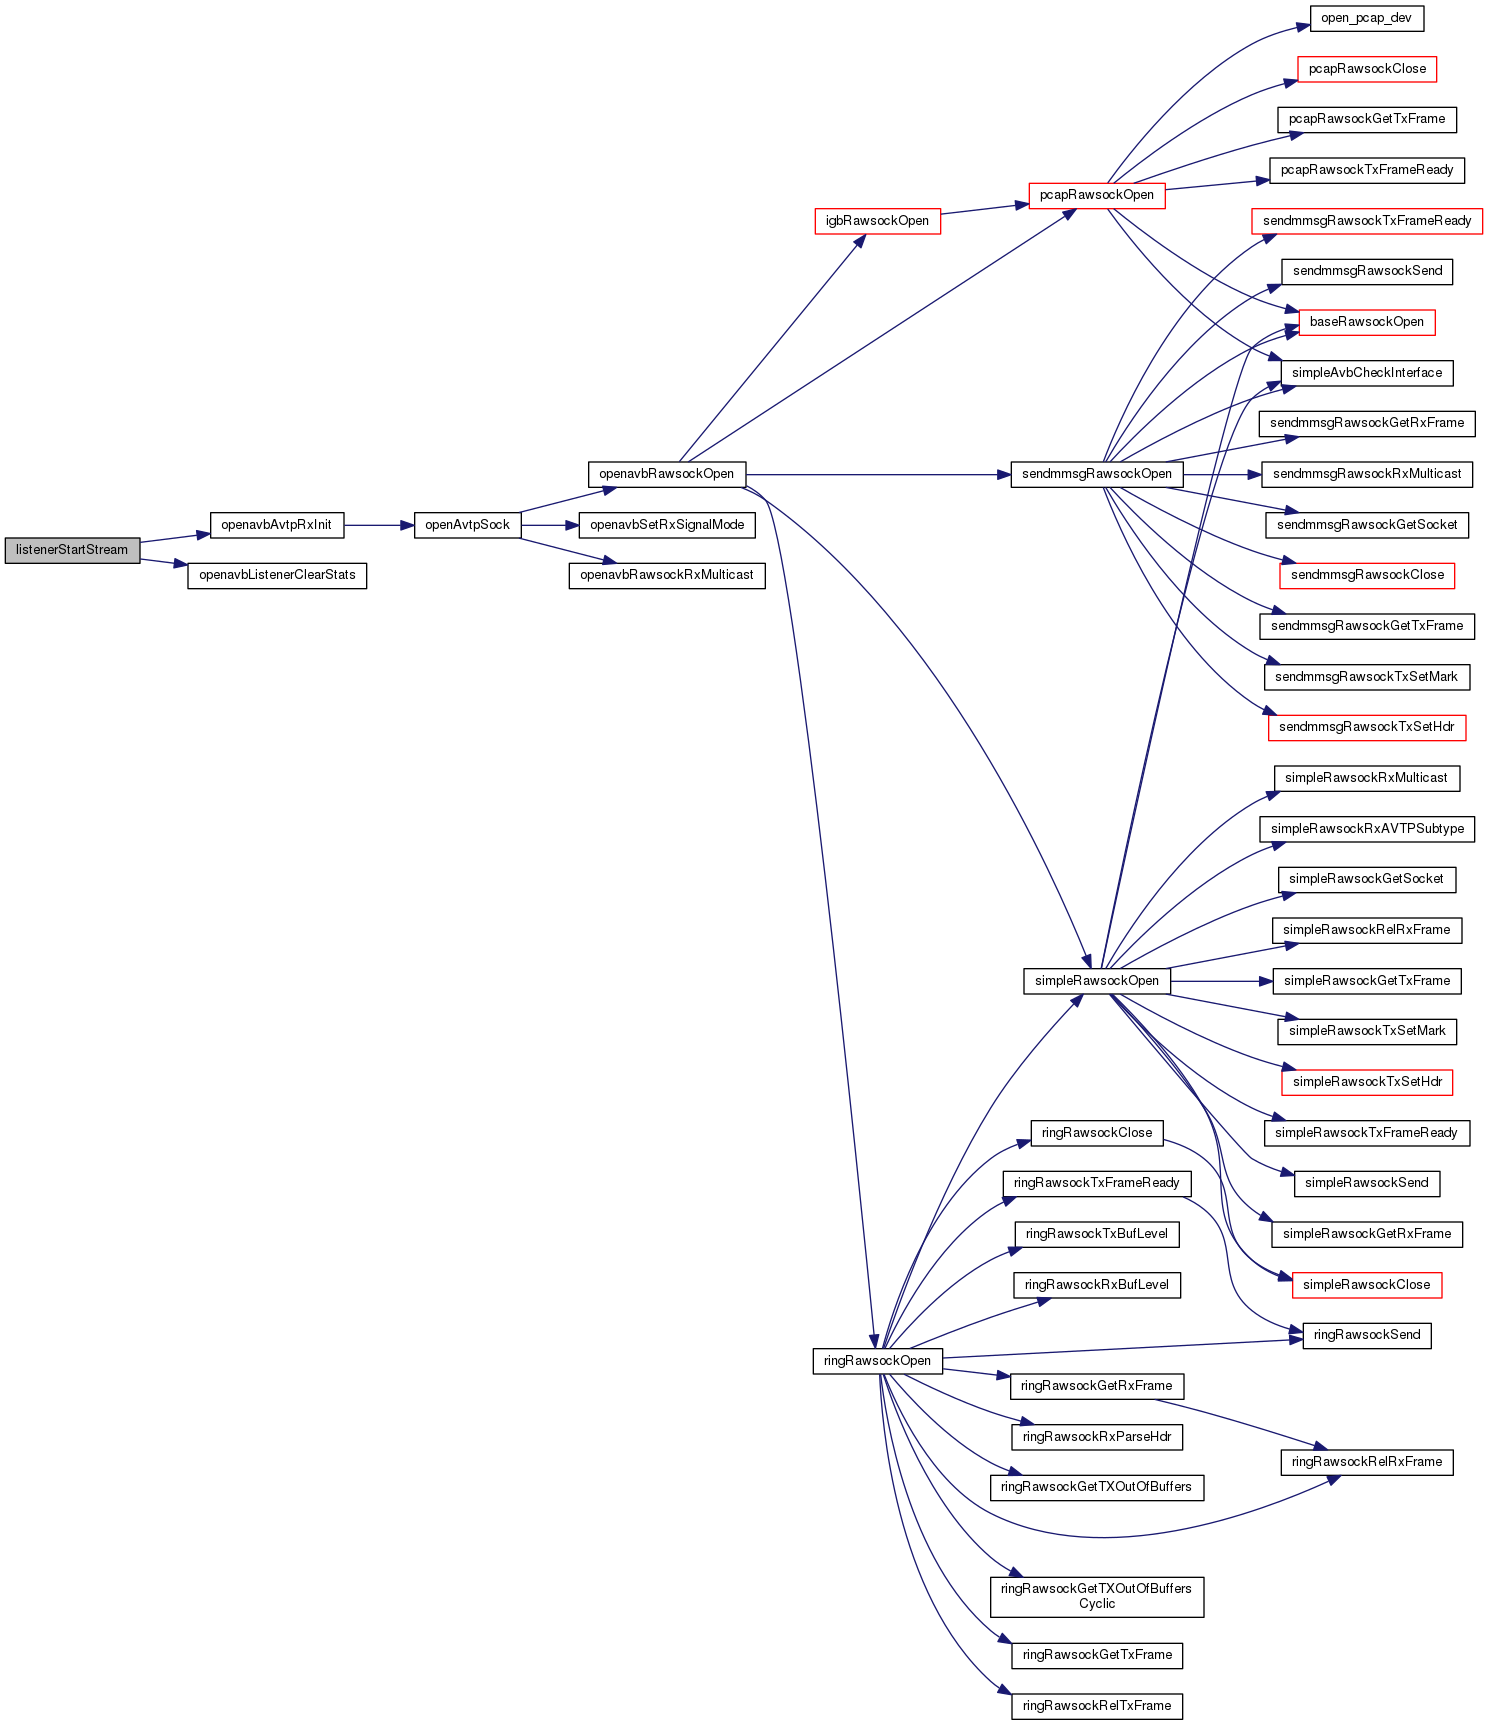 open_pcap_dev
pcapRawsockClose
pcapRawsockGetTxFrame
pcapRawsockTxFrameReady
pcapRawsockOpen
igbRawsockOpen
sendmmsgRawsockTxFrameReady
sendmmsgRawsockSend
baseRawsockOpen
simpleAvbCheckInterface
sendmmsgRawsockGetRxFrame
openavbRawsockOpen
sendmmsgRawsockOpen
sendmmsgRawsockRxMulticast
openavbAvtpRxInit
openAvtpSock
openavbSetRxSignalMode
sendmmsgRawsockGetSocket
listenerStartStream
openavbListenerClearStats
openavbRawsockRxMulticast
sendmmsgRawsockClose
sendmmsgRawsockGetTxFrame
sendmmsgRawsockTxSetMark
sendmmsgRawsockTxSetHdr
simpleRawsockRxMulticast
simpleRawsockRxAVTPSubtype
simpleRawsockGetSocket
simpleRawsockRelRxFrame
simpleRawsockOpen
simpleRawsockGetTxFrame
simpleRawsockTxSetMark
simpleRawsockTxSetHdr
ringRawsockClose
simpleRawsockTxFrameReady
ringRawsockTxFrameReady
simpleRawsockSend
ringRawsockTxBufLevel
simpleRawsockGetRxFrame
ringRawsockRxBufLevel
simpleRawsockClose
ringRawsockSend
ringRawsockOpen
ringRawsockGetRxFrame
ringRawsockRxParseHdr
ringRawsockRelRxFrame
ringRawsockGetTXOutOfBuffers
ringRawsockGetTXOutOfBuffers
Cyclic
ringRawsockGetTxFrame
ringRawsockRelTxFrame